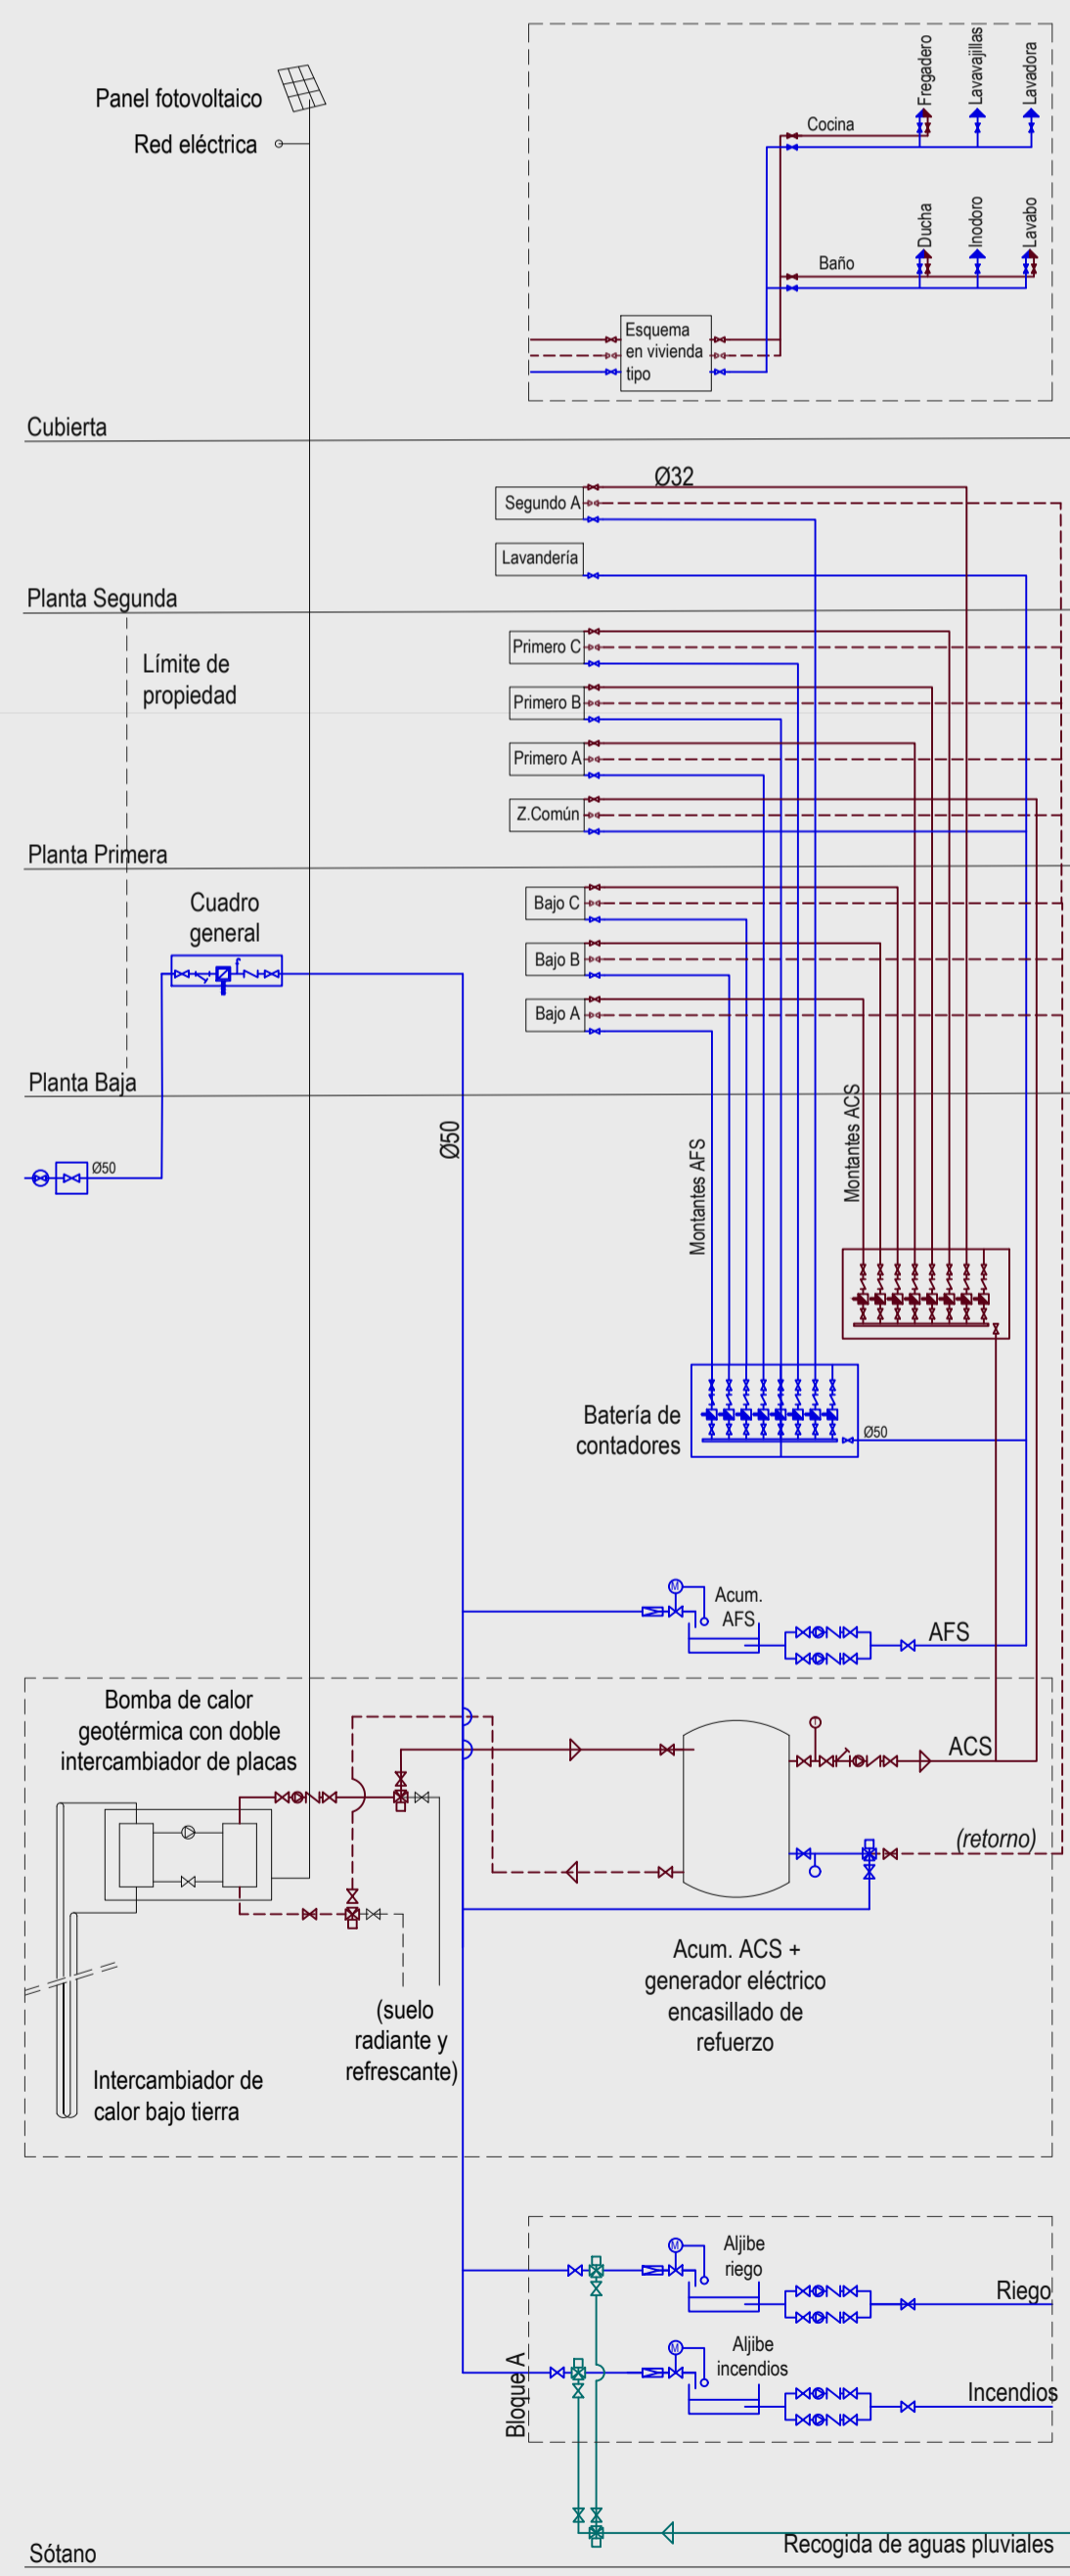 Panel fotovoltaico
Red eléctrica
Fregadero
Lavavajillas
Lavadora
Cocina
Ducha
Inodoro
Lavabo
Baño
Esquema
en vivienda
tipo
Cubierta
Ø32
Segundo A
Lavandería
Planta Segunda
Límite de
propiedad
Primero C
Primero B
Primero A
Z.Común
Planta Primera
Cuadro
general
f
Bajo C
Bajo B
Bajo A
Planta Baja
Ø50
Ø50
Montantes AFS
Montantes ACS
Batería de
contadores
Ø50
M
Acum.
AFS
AFS
Bomba de calor
geotérmica con doble
intercambiador de placas
T
ACS
(retorno)
Acum. ACS +
generador eléctrico
encasillado de
refuerzo
(suelo
radiante y
refrescante)
Intercambiador de
calor bajo tierra
M
Aljibe
riego
Riego
Bloque A
M
Aljibe
incendios
Incendios
Recogida de aguas pluviales
Sótano